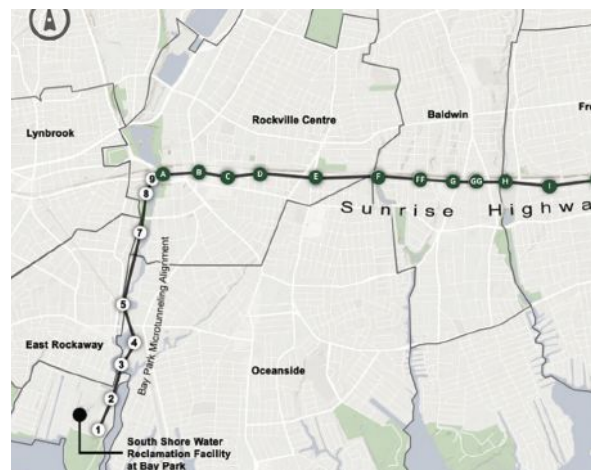 Rockville Centre
Baldwin
Fre
Lynbrook
9 A B C D E F FF G GG H I
8
Sunrise Highwa
7
Bay Park Microtunneling Alignment
5
East Rockaway
4
3
Oceanside
2
1
South Shore Water
Reclamation Facility
at Bay Park